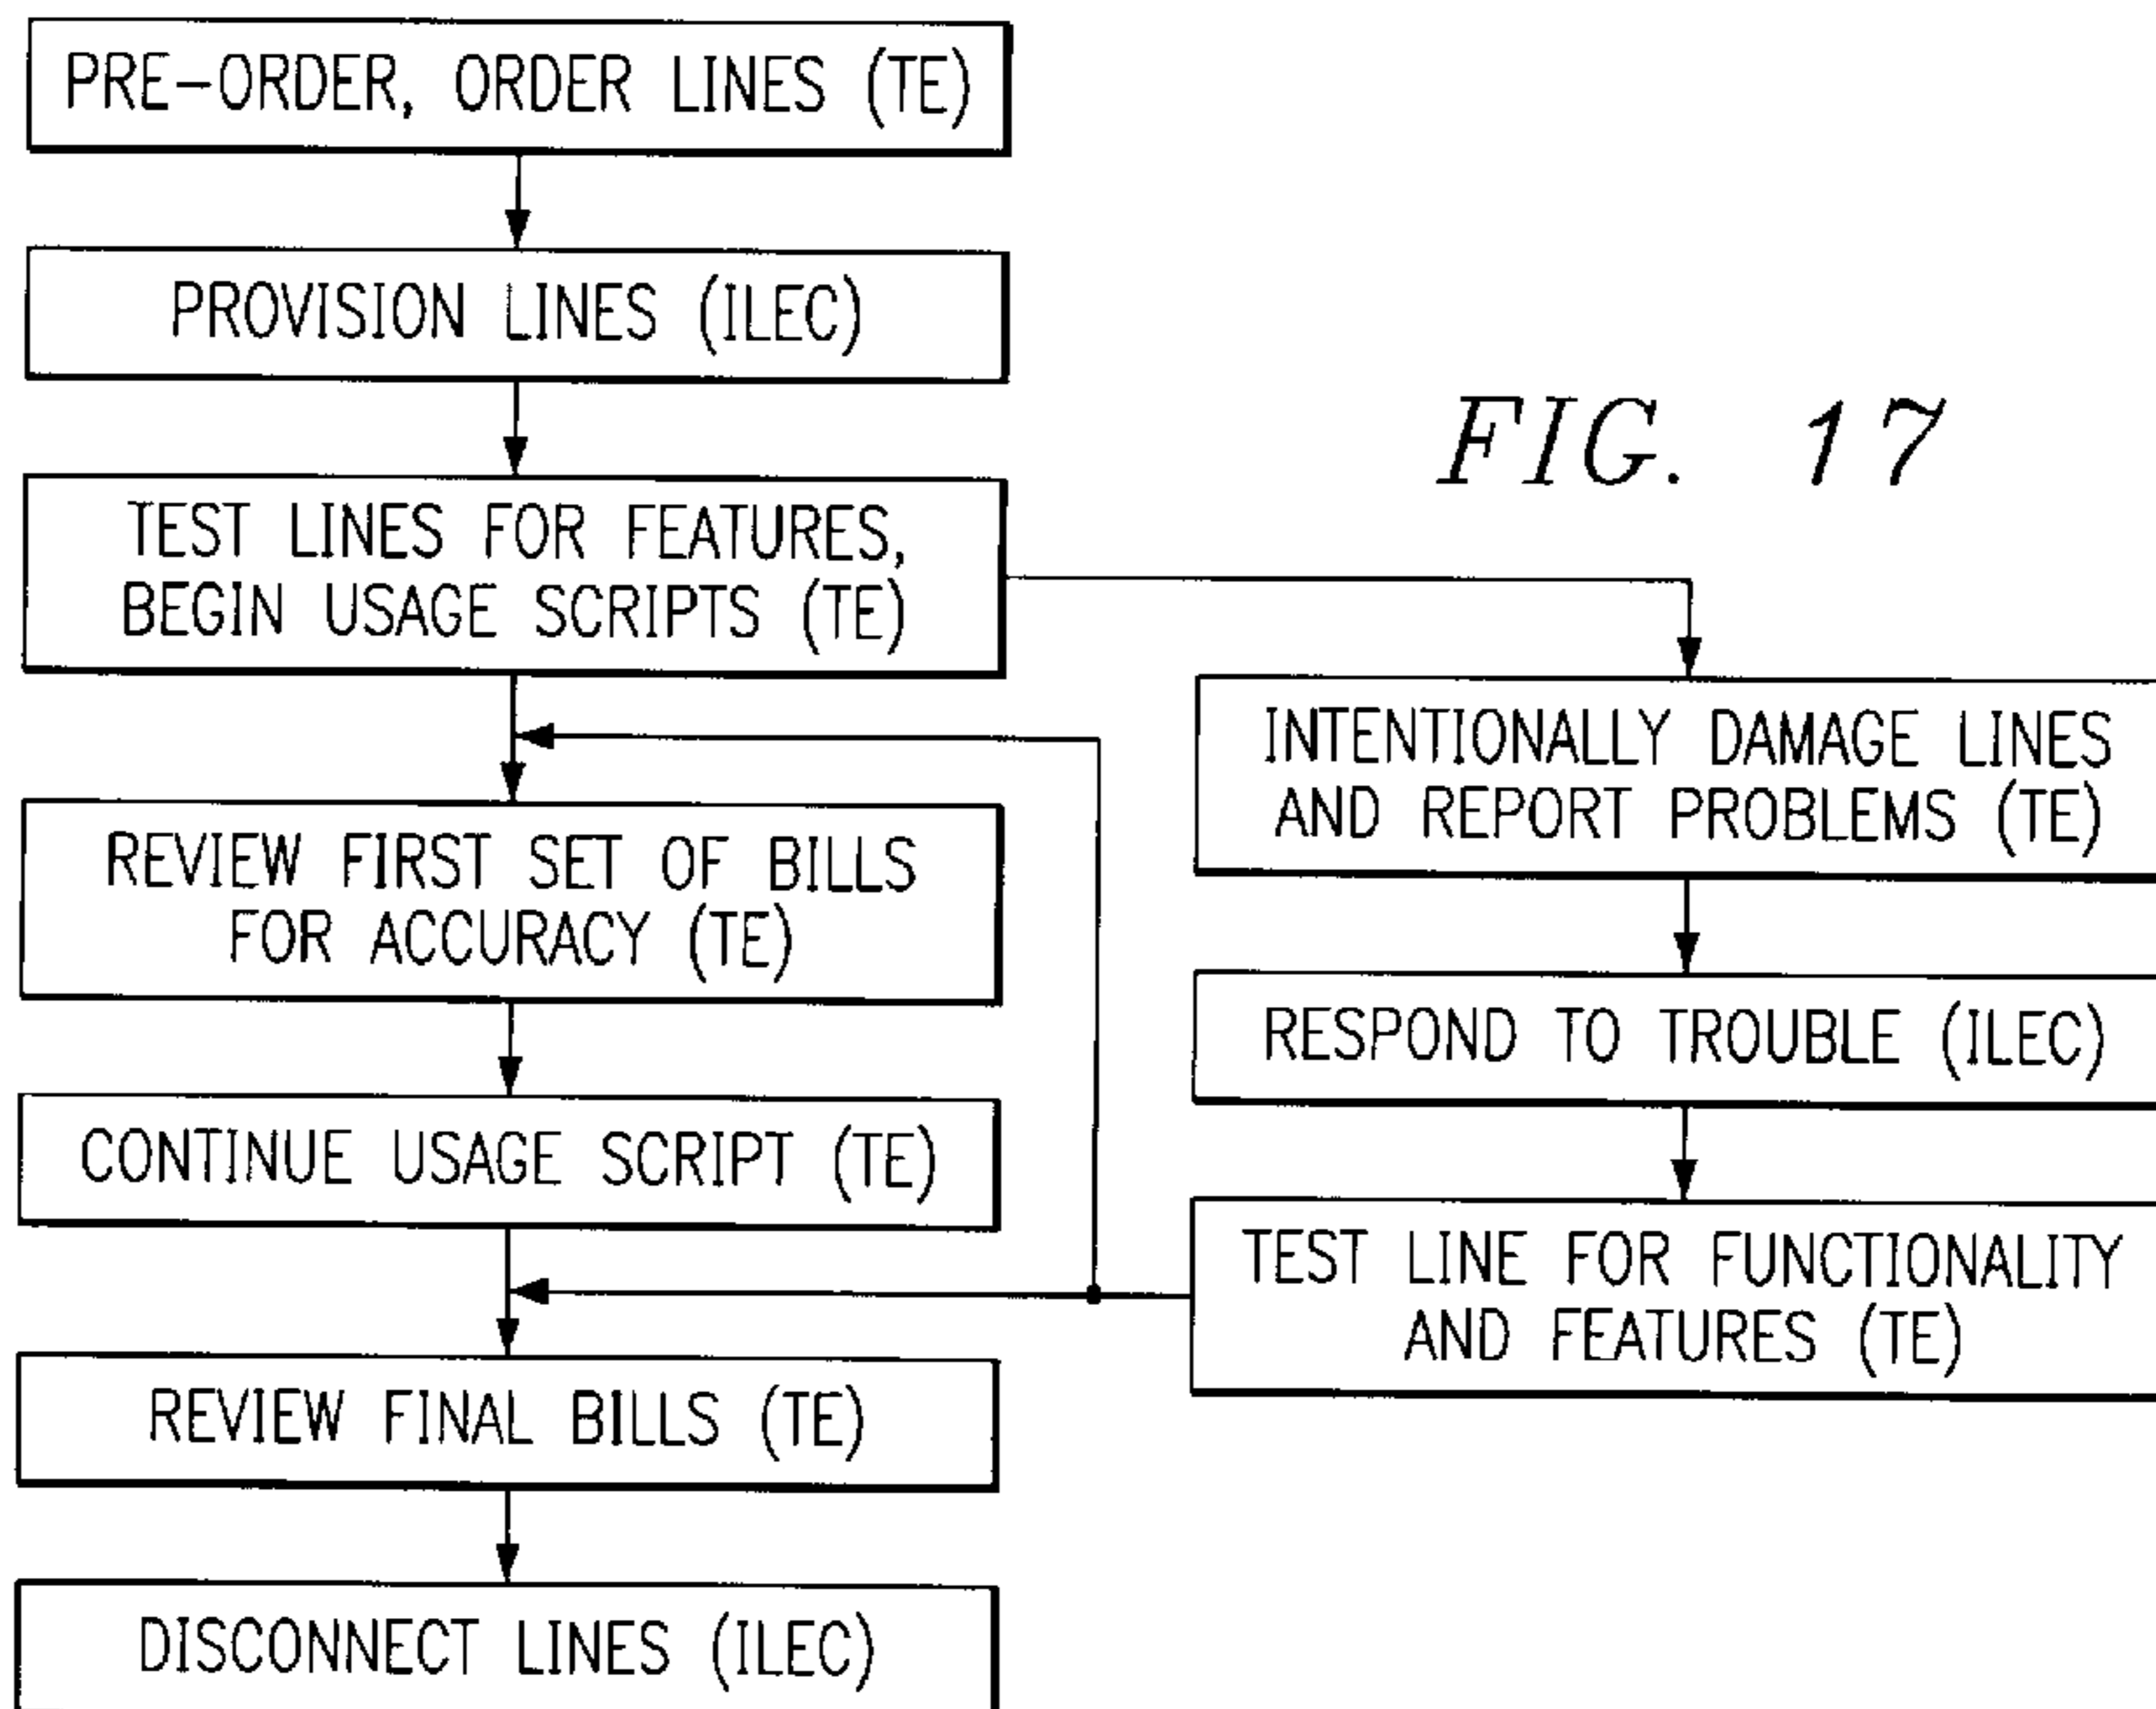 PRE-ORDER, ORDER LINES (TE)
PROVISION LINES (ILEC)
FIG. 17
TEST LINES FOR FEATURES,
BEGIN USAGE SCRIPTS (TE)
INTENTIONALLY DAMAGE LINES
AND REPORT PROBLEMS (TE)
REVIEW FIRST SET OF BILLS
FOR ACCURACY (TE)
RESPOND TO TROUBLE (ILEC)
CONTINUE USAGE SCRIPT (TE)
TEST LINE FOR FUNCTIONALITY
AND FEATURES (TE)
REVIEW FINAL BILLS (TE)
DISCONNECT LINES (ILEC)